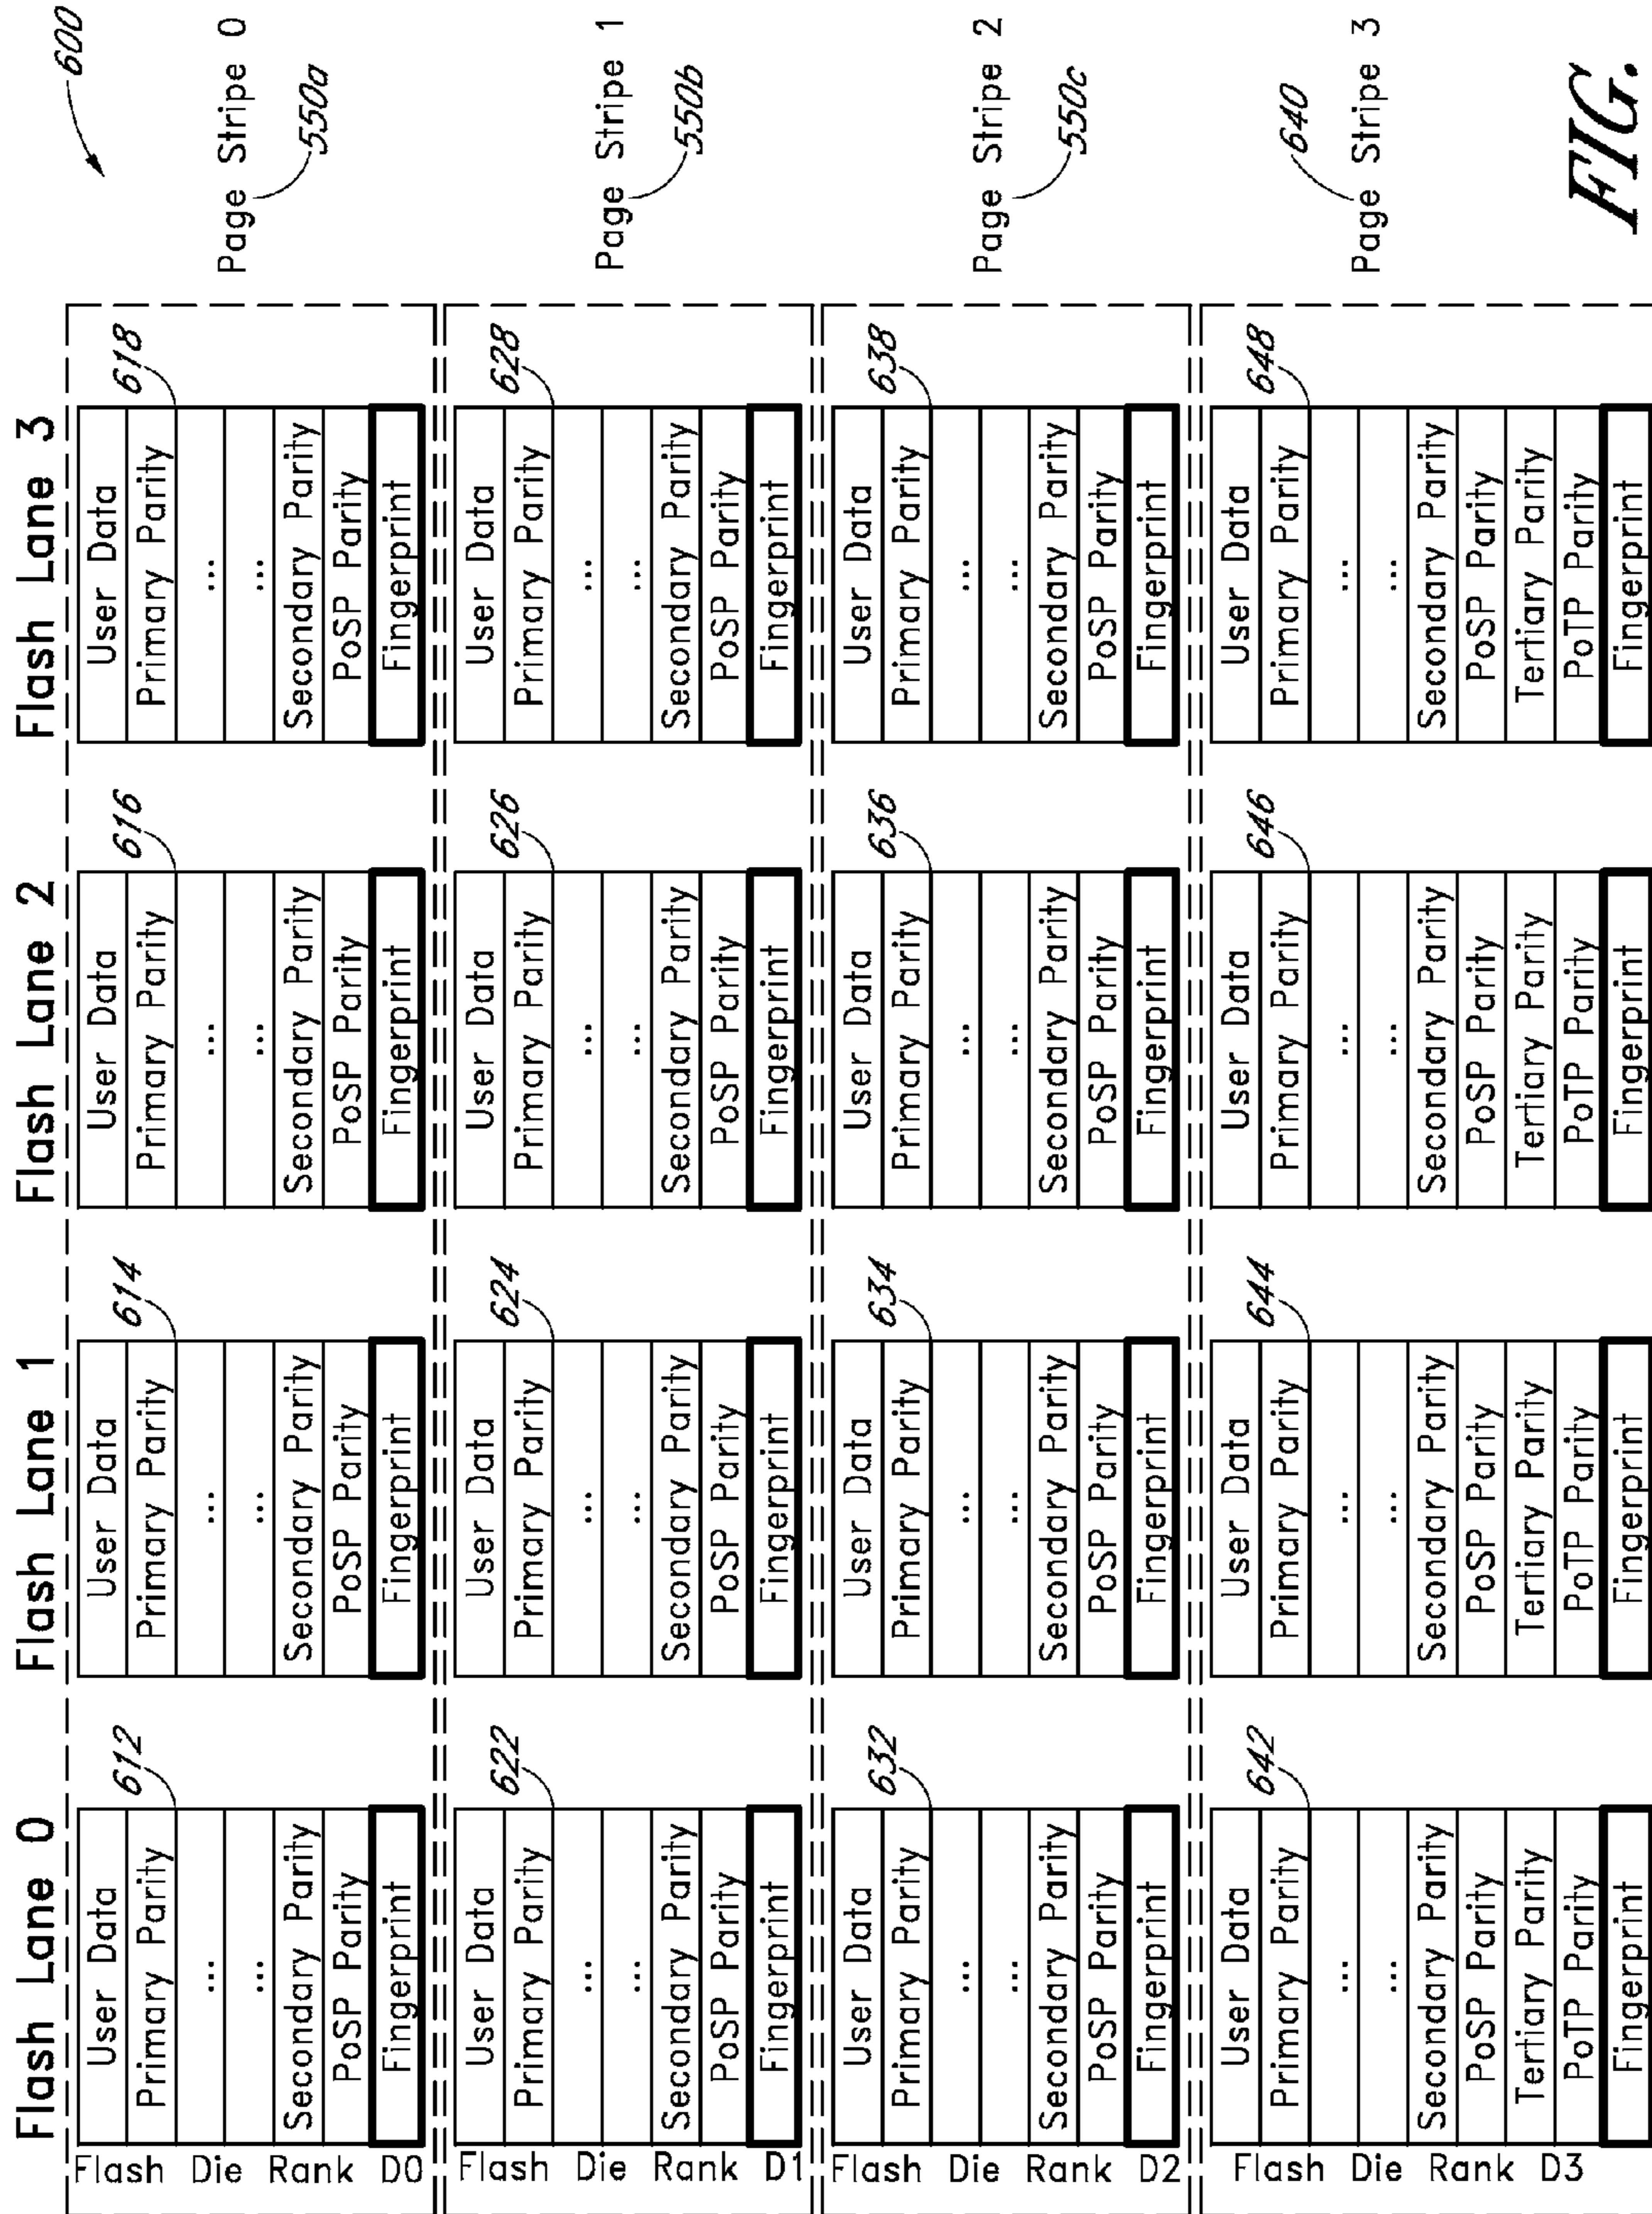 600
Flash Lane 0 Flash Lane 1 Flash Lane 2 Flash Lane 3
Flash Die Rank D0
612 614 616 618
User Data User Data User Data User Data
Primary Parity Primary Parity Primary Parity Primary Parity
... ... ... ...
... ... ... ...
Secondary Parity Secondary Parity Secondary Parity Secondary Parity
PoSP Parity PoSP Parity PoSP Parity PoSP Parity
Fingerprint Fingerprint Fingerprint Fingerprint
Page Stripe 0
550a
Flash Die Rank D1
622 624 626 628
User Data User Data User Data User Data
Primary Parity Primary Parity Primary Parity Primary Parity
... ... ... ...
... ... ... ...
Secondary Parity Secondary Parity Secondary Parity Secondary Parity
PoSP Parity PoSP Parity PoSP Parity PoSP Parity
Fingerprint Fingerprint Fingerprint Fingerprint
Page Stripe 1
550b
Flash Die Rank D2
632 634 636 638
User Data User Data User Data User Data
Primary Parity Primary Parity Primary Parity Primary Parity
... ... ... ...
... ... ... ...
Secondary Parity Secondary Parity Secondary Parity Secondary Parity
PoSP Parity PoSP Parity PoSP Parity PoSP Parity
Fingerprint Fingerprint Fingerprint Fingerprint
Page Stripe 2
550c
Flash Die Rank D3
642 644 646 648
User Data User Data User Data User Data
Primary Parity Primary Parity Primary Parity Primary Parity
... ... ... ...
... ... ... ...
Secondary Parity Secondary Parity Secondary Parity Secondary Parity
PoSP Parity PoSP Parity PoSP Parity PoSP Parity
Tertiary Parity Tertiary Parity Tertiary Parity Tertiary Parity
PoTP Parity PoTP Parity PoTP Parity PoTP Parity
Fingerprint Fingerprint Fingerprint Fingerprint
640
Page Stripe 3
FIG.